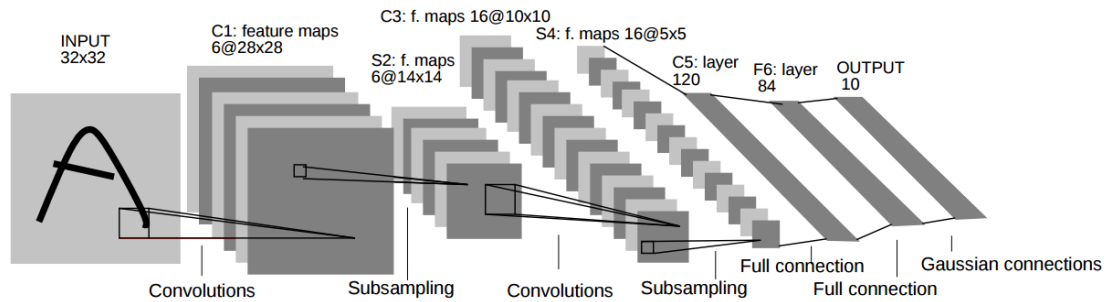 INPUT
32x32
C1: feature maps
6@28x28
S2: f. maps
6@14x14
C3: f. maps 16@10x10
S4: f. maps 16@5x5
C5: layer
120
F6: layer
84
OUTPUT
10
Convolutions
Subsampling
Convolutions
Subsampling
Full connection
Full connection
Gaussian connections